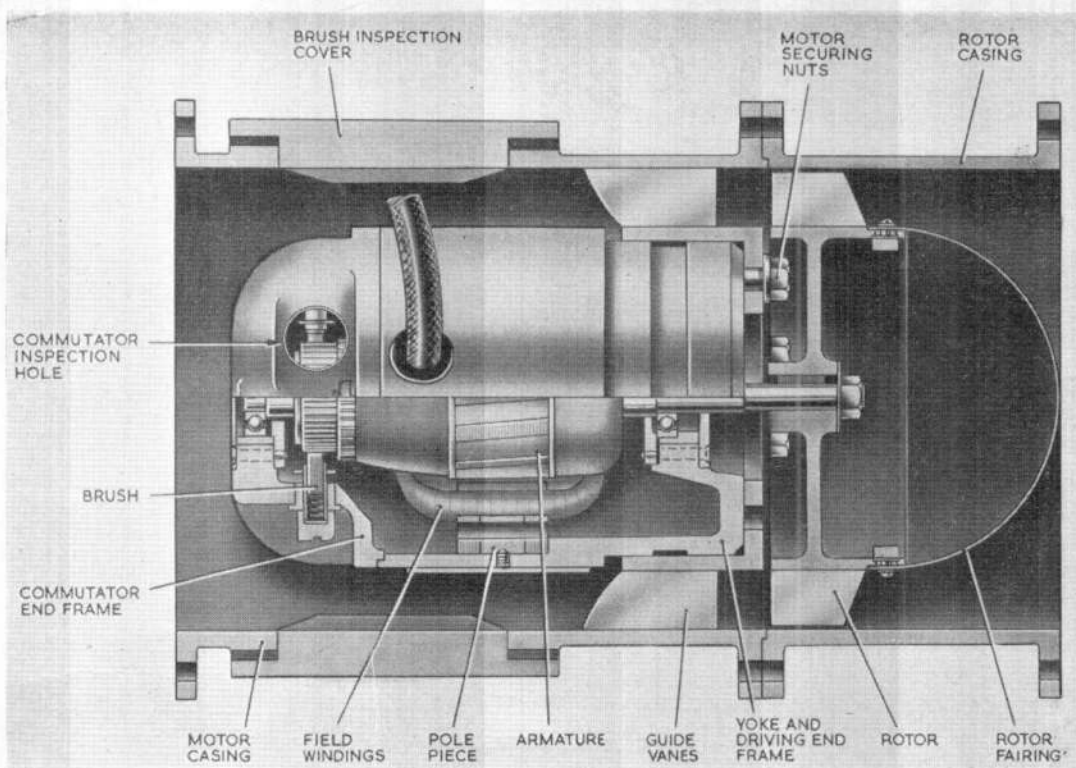 BRUSH INSPECTION
COVER
MOTOR
SECURING
NUTS
ROTOR
CASING
COMMUTATOR
INSPECTION
HOLE
BRUSH
COMMUTATOR
END FRAME
MOTOR
CASING
FIELD
WINDINGS
POLE
PIECE
ARMATURE
GUIDE
VANES
YOKE AND
DRIVING END
FRAME
ROTOR
ROTOR
FAIRING